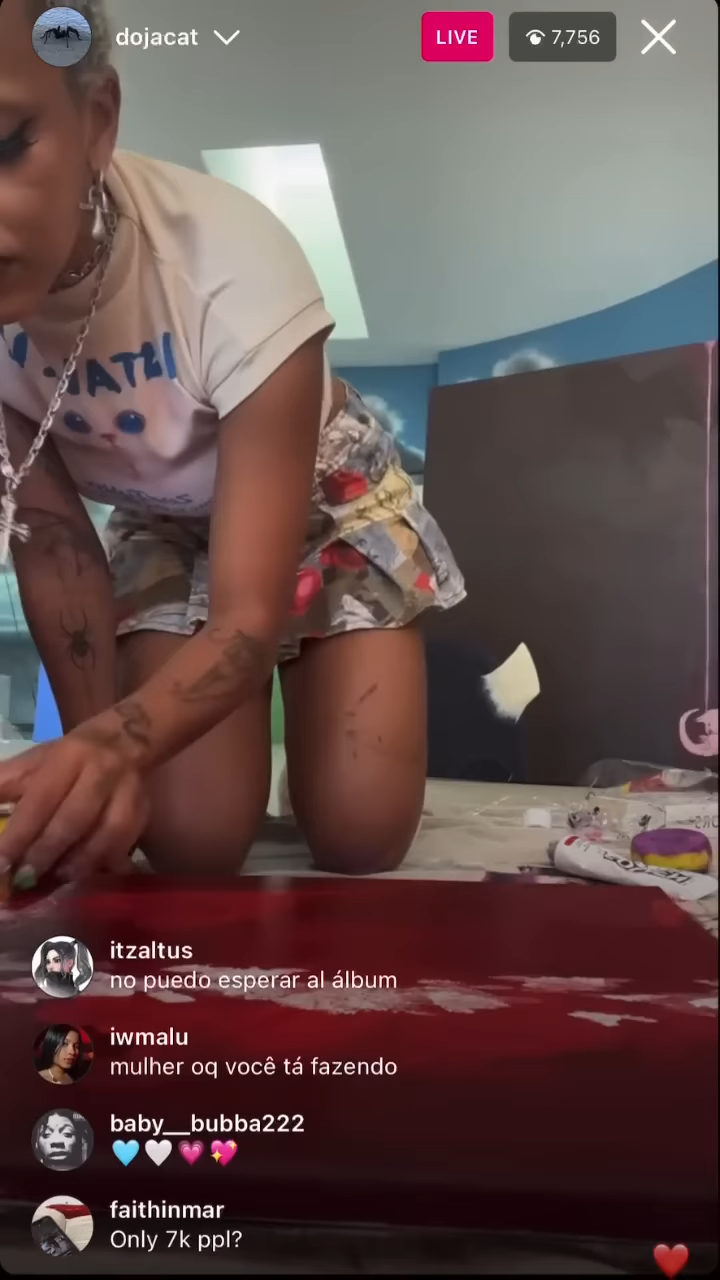 dojacat
LIVE
7,756
itzaltus
no puedo esperar al álbum
iwmalu
mulher oq você tá fazendo
baby__bubba222
🩵🤍💗💖
faithinmar
Only 7k ppl?